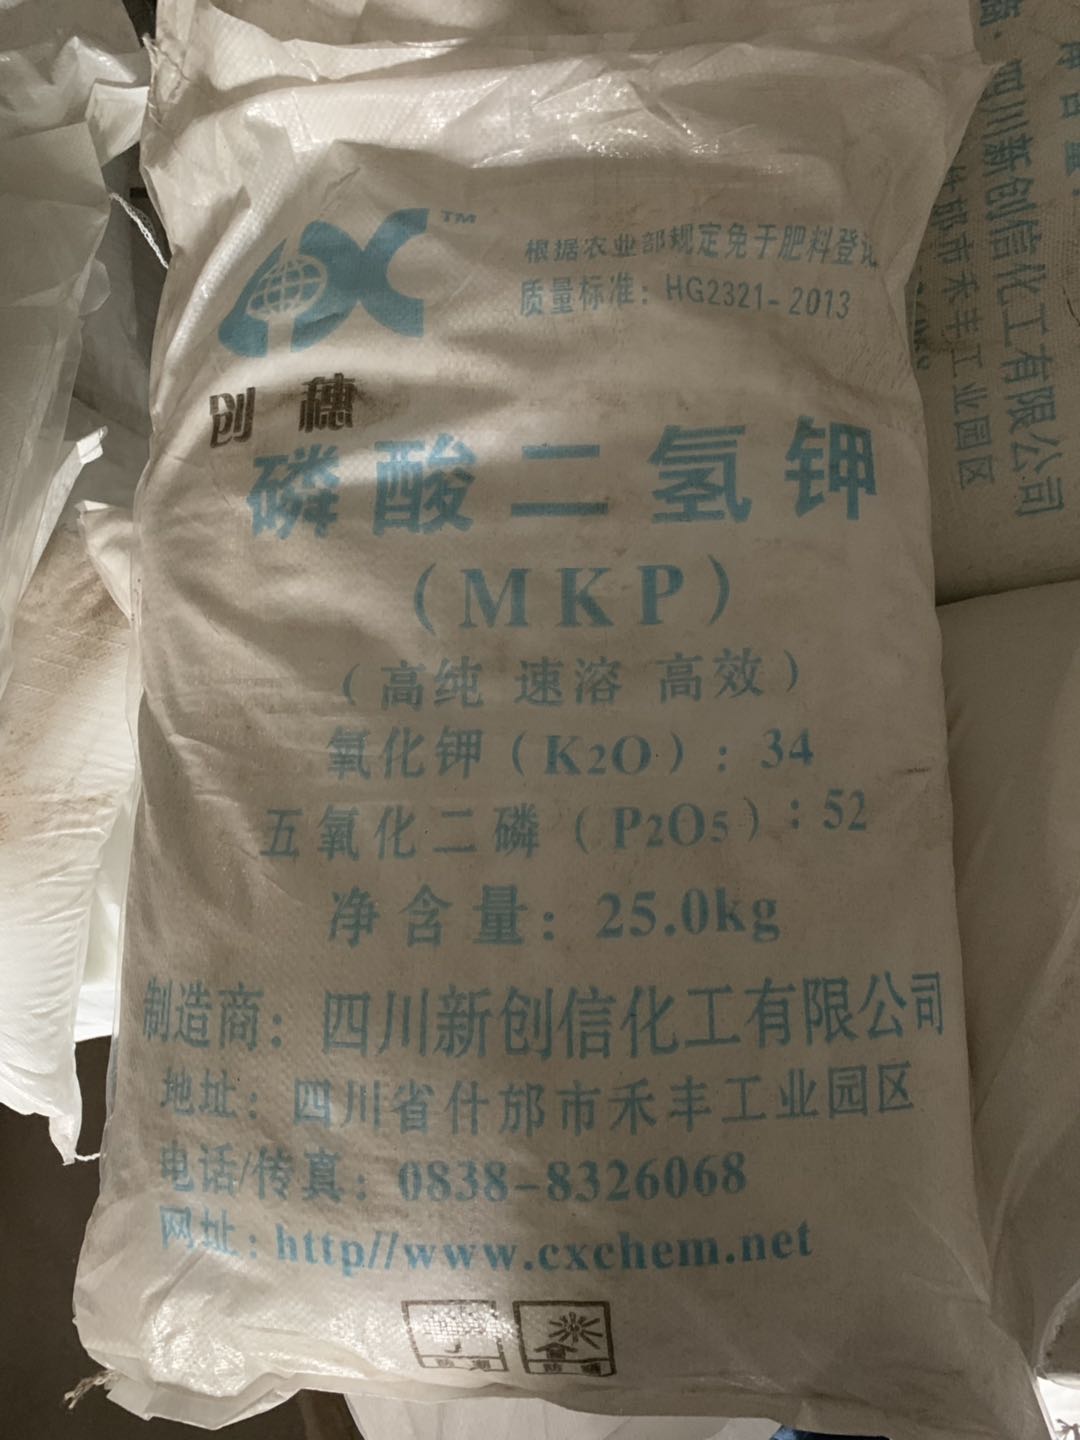 TM
根据农业部规定免于肥料登记
质量标准：HG2321-2013
创穗
磷酸二氢钾
（MKP）
（高纯 速溶 高效）
氧化钾（K2O）：34
五氧化二磷（P2O5）：52
净含量：25.0kg
制造商：四川新创信化工有限公司
地址：四川省什邡市禾丰工业园区
电话/传真：0838-8326068
网址：http//www.cxchem.net
防潮
防晒
四川新创信化工有限公司
什邡市禾丰工业园区